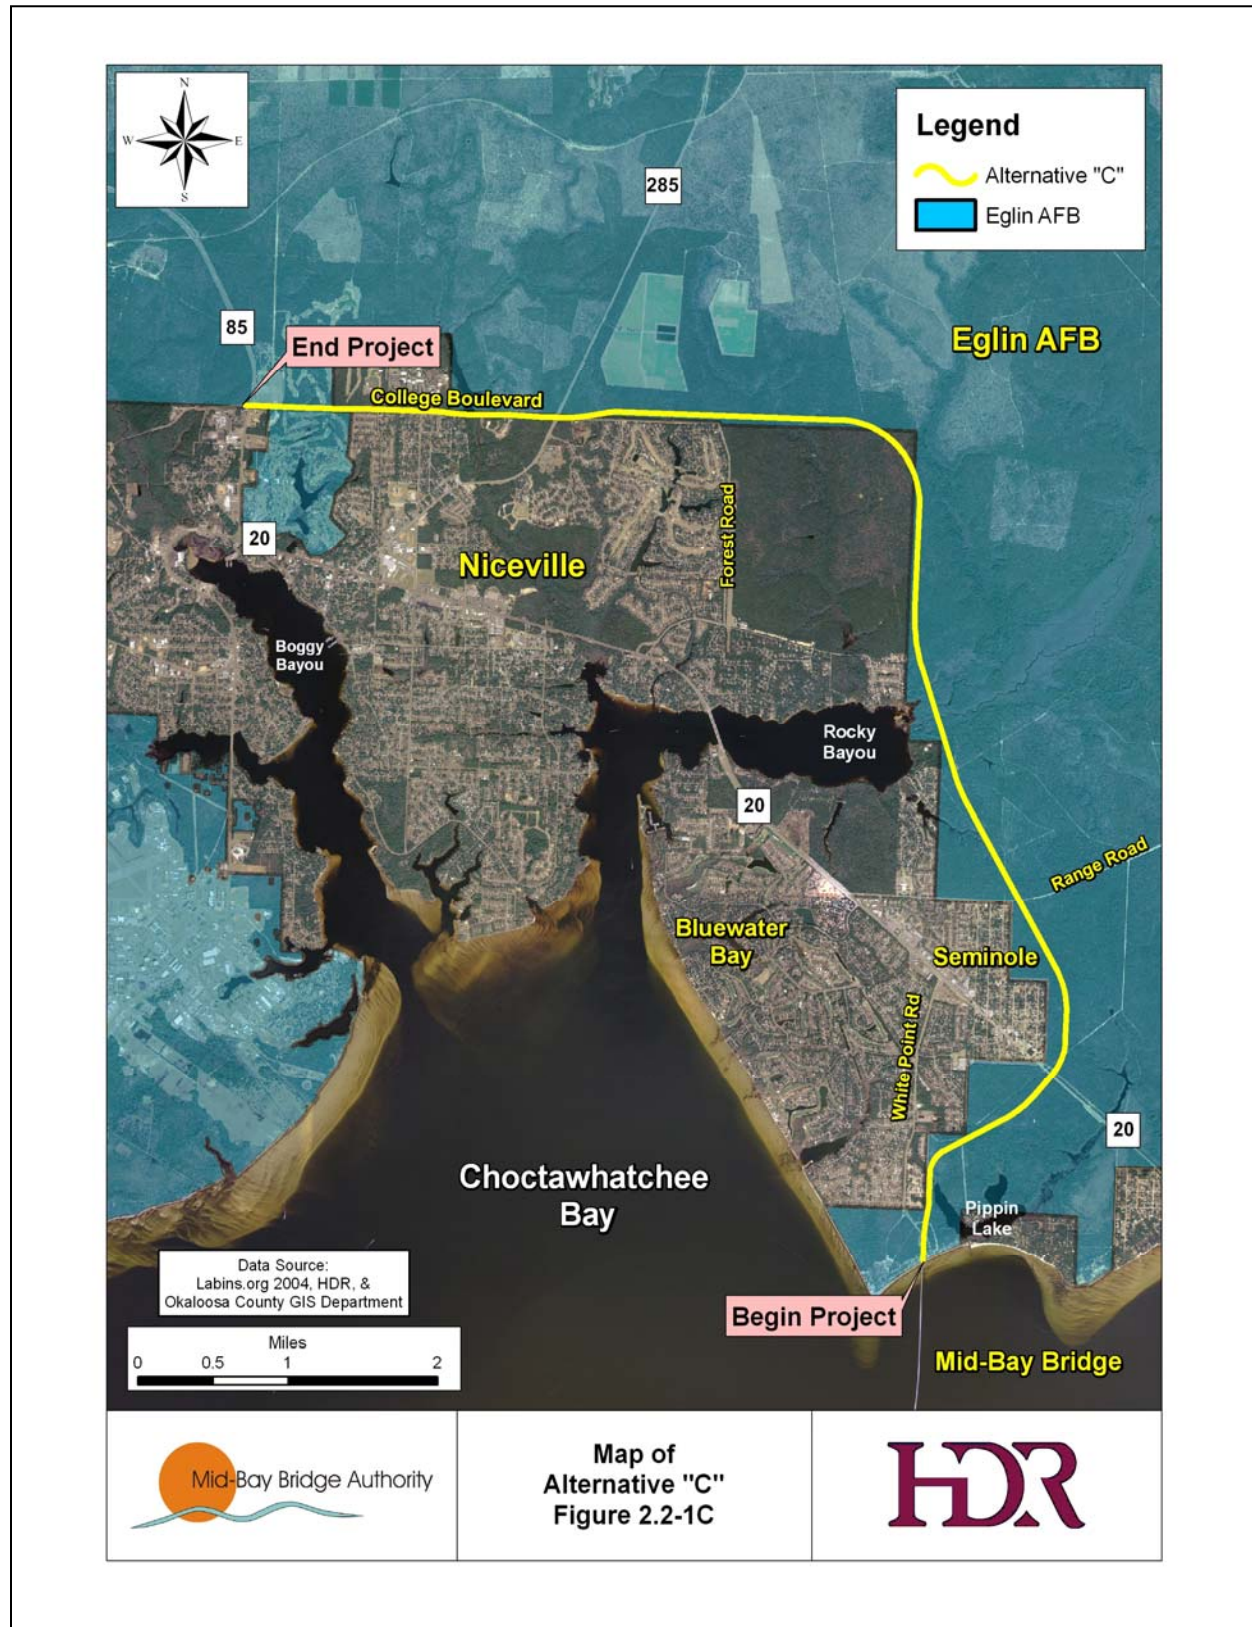 N
W E
S
Legend
Alternative "C"
Eglin AFB
285
85
End Project
Eglin AFB
College Boulevard
Forest Road
20
Niceville
Boggy
Bayou
Rocky
Bayou
20
Range Road
Bluewater
Bay
Seminole
White Point Rd
20
Choctawhatchee
Bay
Pippin
Lake
Data Source:
Labins.org 2004, HDR, &
Okaloosa County GIS Department
Begin Project
Miles
0 0.5 1 2
Mid-Bay Bridge
Mid-Bay Bridge Authority
Map of
Alternative "C"
Figure 2.2-1C
HDR